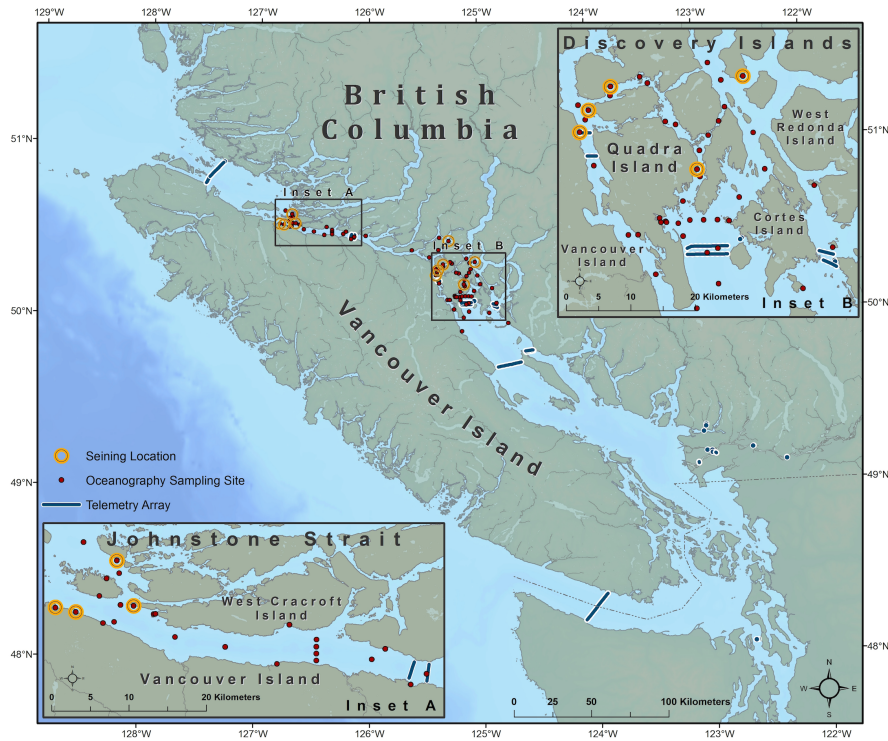 129°W 128°W 127°W 126°W 125°W 124°W 123°W 122°W
51°N
50°N
49°N
48°N
British
Columbia
Inset A
Inset B
Vancouver Island
Discovery Islands
West
Redonda
Island
Quadra
Island
Cortes
Island
Vancouver
Island
0 5 10 20 Kilometers
Inset B
51°N
50°N
Seining Location
Oceanography Sampling Site
Telemetry Array
Johnstone Strait
West Cracroft
Island
Vancouver Island
0 5 10 20 Kilometers
Inset A
N
W E
S
0 25 50 100 Kilometers
49°N
48°N
128°W 127°W 126°W 125°W 124°W 123°W 122°W